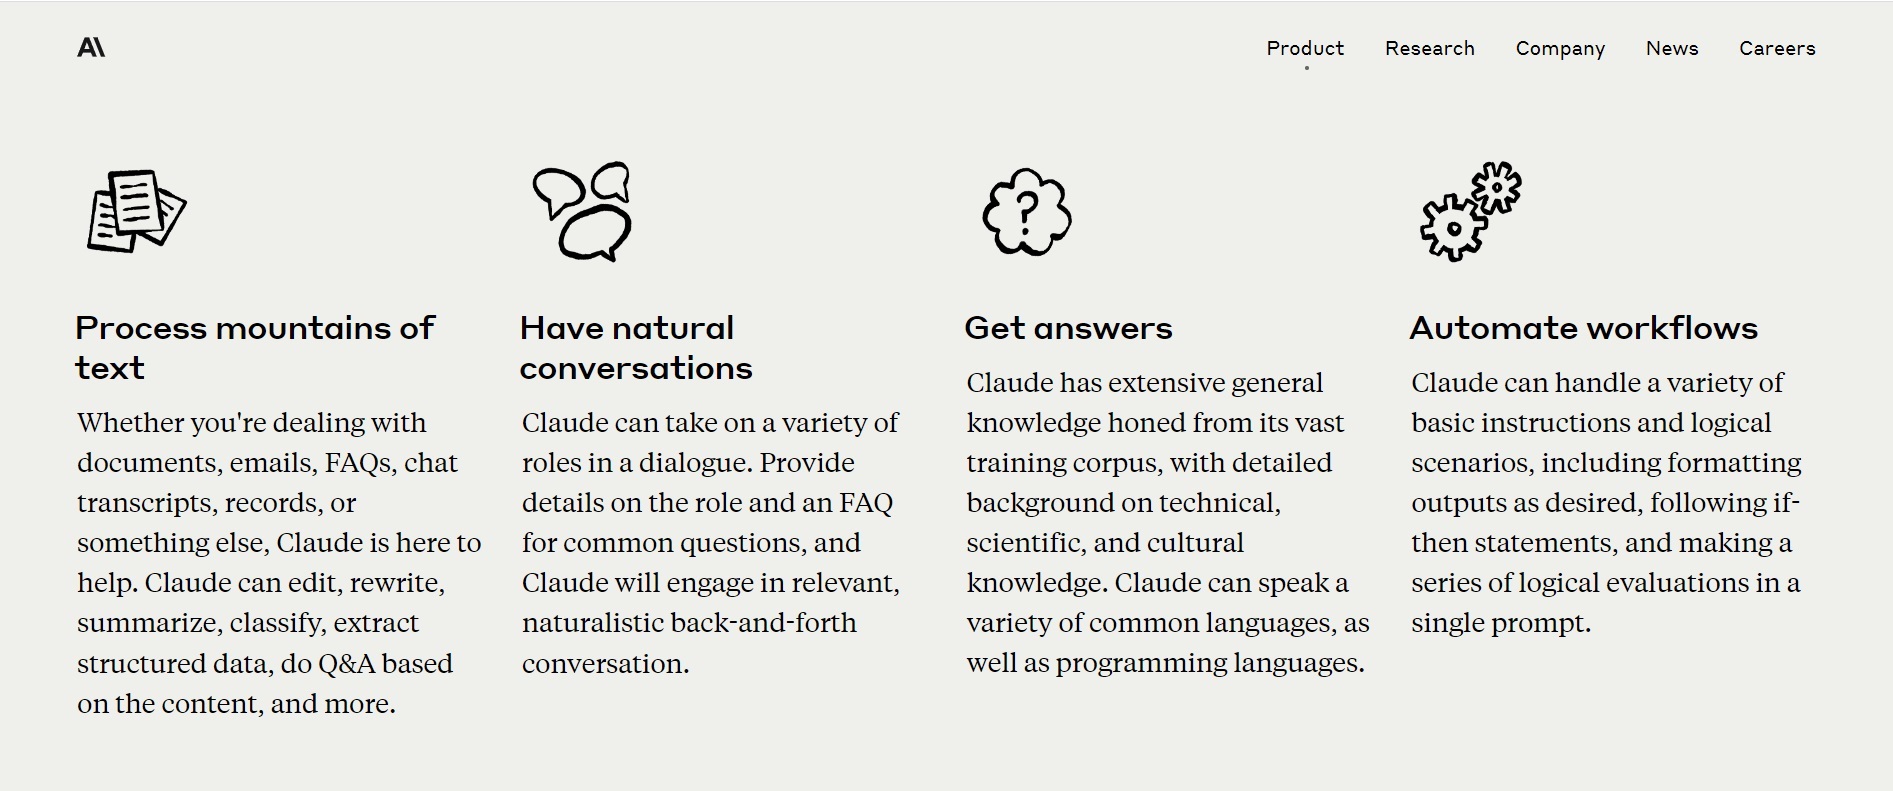 A\
Product
Research
Company
News
Careers
Process mountains of
text
Whether you're dealing with
documents, emails, FAQs, chat
transcripts, records, or
something else, Claude is here to
help. Claude can edit, rewrite,
summarize, classify, extract
structured data, do Q&A based
on the content, and more.
Have natural
conversations
Claude can take on a variety of
roles in a dialogue. Provide
details on the role and an FAQ
for common questions, and
Claude will engage in relevant,
naturalistic back-and-forth
conversation.
?
Get answers
Claude has extensive general
knowledge honed from its vast
training corpus, with detailed
background on technical,
scientific, and cultural
knowledge. Claude can speak a
variety of common languages, as
well as programming languages.
Automate workflows
Claude can handle a variety of
basic instructions and logical
scenarios, including formatting
outputs as desired, following if-
then statements, and making a
series of logical evaluations in a
single prompt.